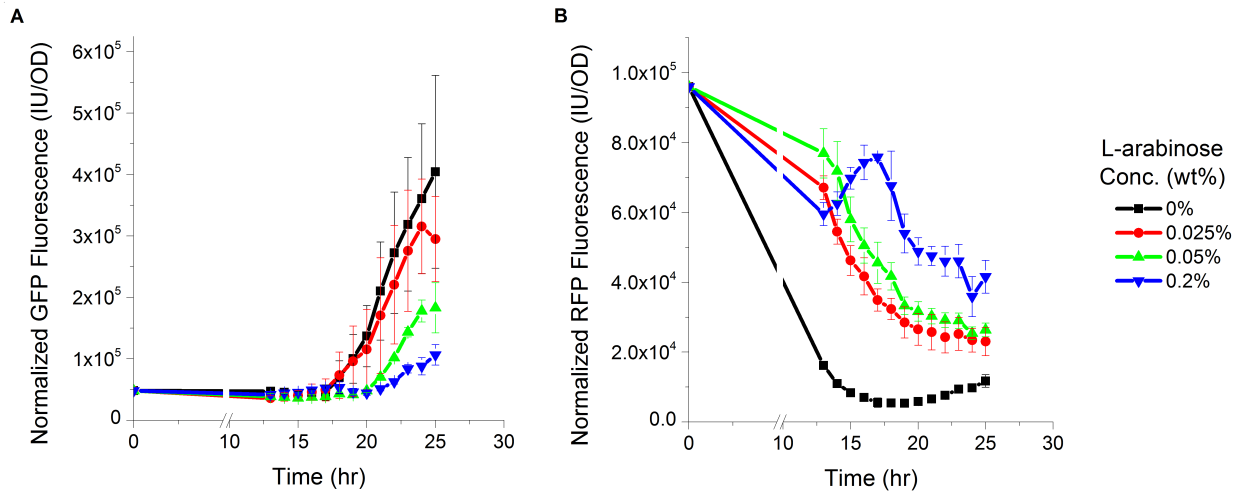 A
Normalized GFP Fluorescence (IU/OD)
6x10⁵
5x10⁵
4x10⁵
3x10⁵
2x10⁵
1x10⁵
0
0 10 15 20 25 30
Time (hr)
B
Normalized RFP Fluorescence (IU/OD)
1.0x10⁵
8.0x10⁴
6.0x10⁴
4.0x10⁴
2.0x10⁴
0.0
0 10 15 20 25 30
Time (hr)
L-arabinose
Conc. (wt%)
0%
0.025%
0.05%
0.2%